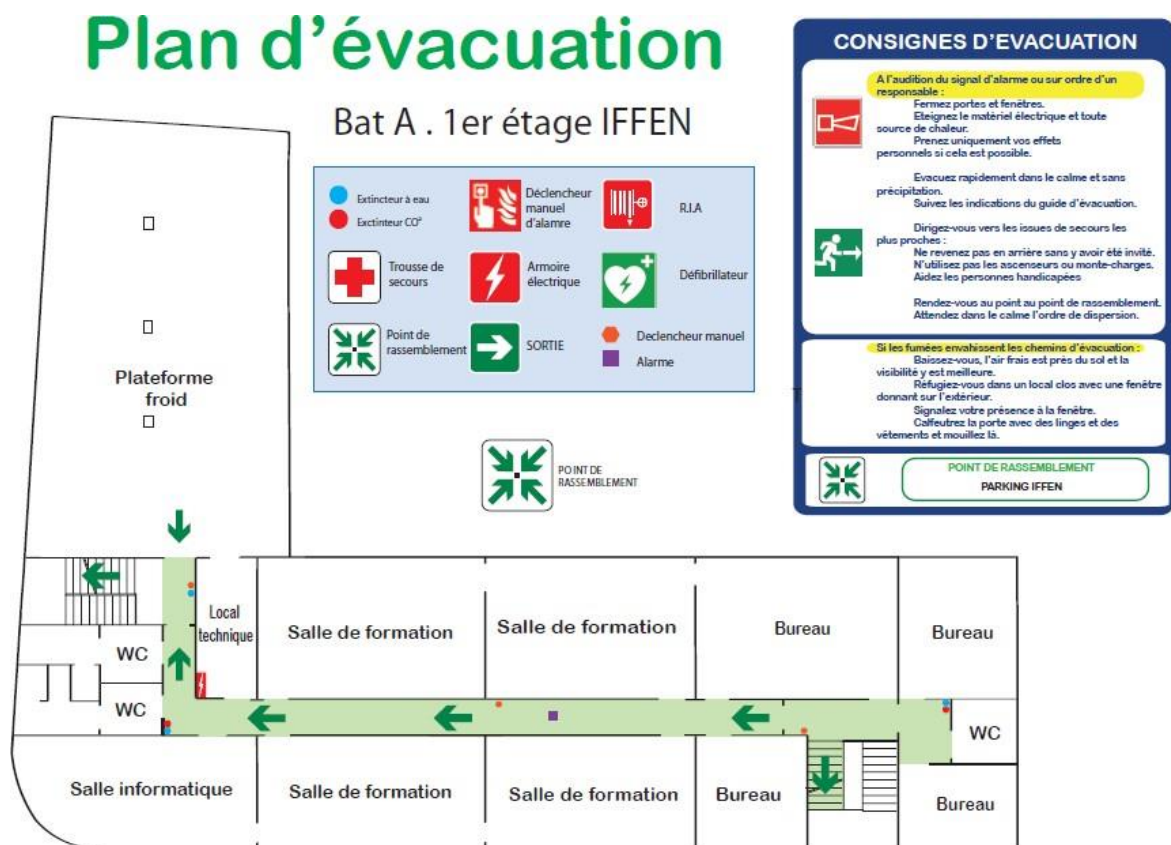 Plan d'évacuation
Bat A . 1er étage IFFEN
Extincteur à eau
Exctinteur CO²
Déclencheur
manuel
d'alamre
R.I.A
Trousse de
secours
Armoire
électrique
Défibrillateur
Point de
rassemblement
SORTIE
Declencheur manuel
Alarme
CONSIGNES D'EVACUATION
A l'audition du signal d'alarme ou sur ordre d'un
responsable :
Fermez portes et fenêtres.
Eteignez le matériel électrique et toute
source de chaleur.
Prenez uniquement vos effets
personnels si cela est possible.
Evacuez rapidement dans le calme et sans
précipitation.
Suivez les indications du guide d'évacuation.
Dirigez-vous vers les issues de secours les
plus proches :
Ne revenez pas en arrière sans y avoir été invité.
N'utilisez pas les ascenseurs ou monte-charges.
Aidez les personnes handicapées
Rendez-vous au point au point de rassemblement.
Attendez dans le calme l'ordre de dispersion.
Si les fumées envahissent les chemins d'évacuation :
Baissez-vous, l'air frais est près du sol et la
visibilité y est meilleure.
Réfugiez-vous dans un local clos avec une fenêtre
donnant sur l'extérieur.
Signalez votre présence à la fenêtre.
Calfeutrez la porte avec des linges et des
vêtements et mouillez là.
POINT DE RASSEMBLEMENT
PARKING IFFEN
Plateforme
froid
POINT DE
RASSEMBLEMENT
Local
technique
Salle de formation
Salle de formation
Bureau
Bureau
WC
WC
WC
Salle informatique
Salle de formation
Salle de formation
Bureau
Bureau